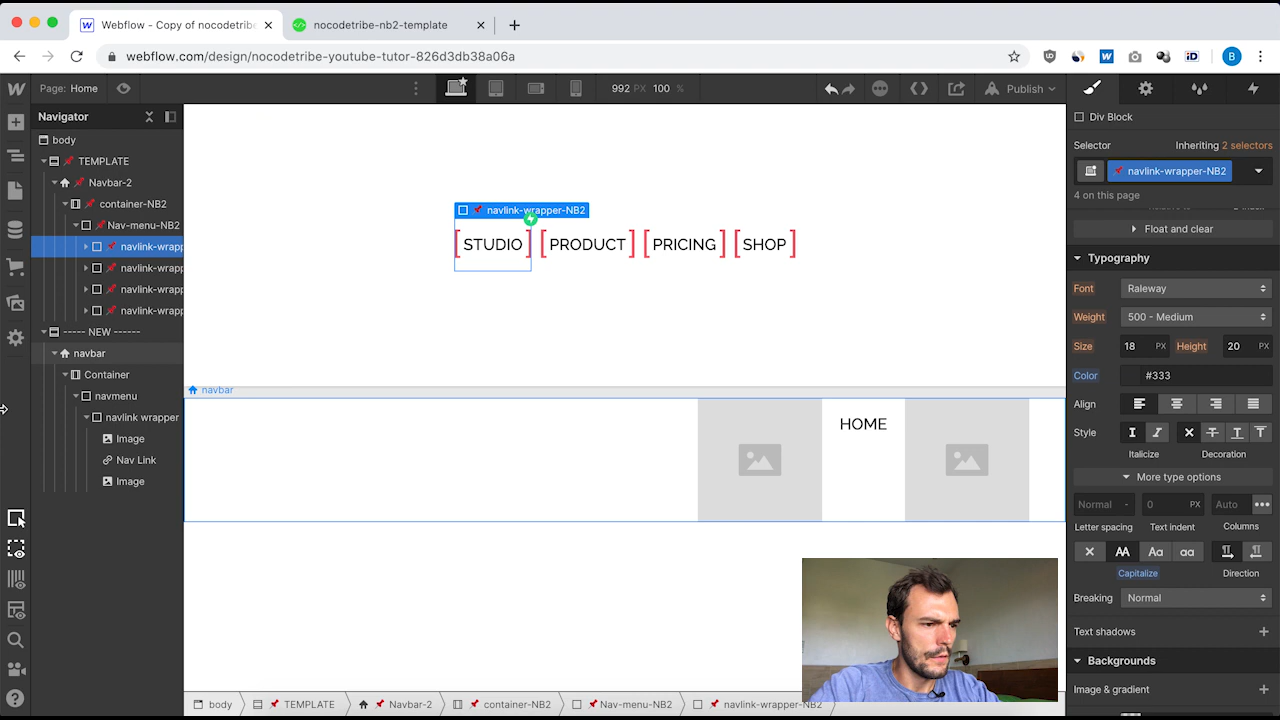 Webflow - Copy of nocodetribe
nocodetribe-nb2-template
webflow.com/design/nocodetribe-youtube-tutor-826d3db38a06a
B
Page: Home
992 PX 100 %
Publish
Navigator
body
TEMPLATE
Navbar-2
container-NB2
Nav-menu-NB2
navlink-wrapp
navlink-wrapp
navlink-wrapp
navlink-wrapp
----- NEW ------
navbar
Container
navmenu
navlink wrapper
Image
Nav Link
Image
navlink-wrapper-NB2
[ STUDIO ] [ PRODUCT ] [ PRICING ] [ SHOP ]
navbar
HOME
Div Block
Selector
Inheriting 2 selectors
navlink-wrapper-NB2
4 on this page
Float and clear
Typography
Font Raleway
Weight 500 - Medium
Size 18 PX Height 20 PX
Color #333
Align
Style
Italicize Decoration
More type options
Normal - 0 PX Auto
Letter spacing Text indent Columns
AA Aa aa
Capitalize Direction
Breaking Normal
Text shadows
Backgrounds
Image & gradient
body TEMPLATE Navbar-2 container-NB2 Nav-menu-NB2 navlink-wrapper-NB2